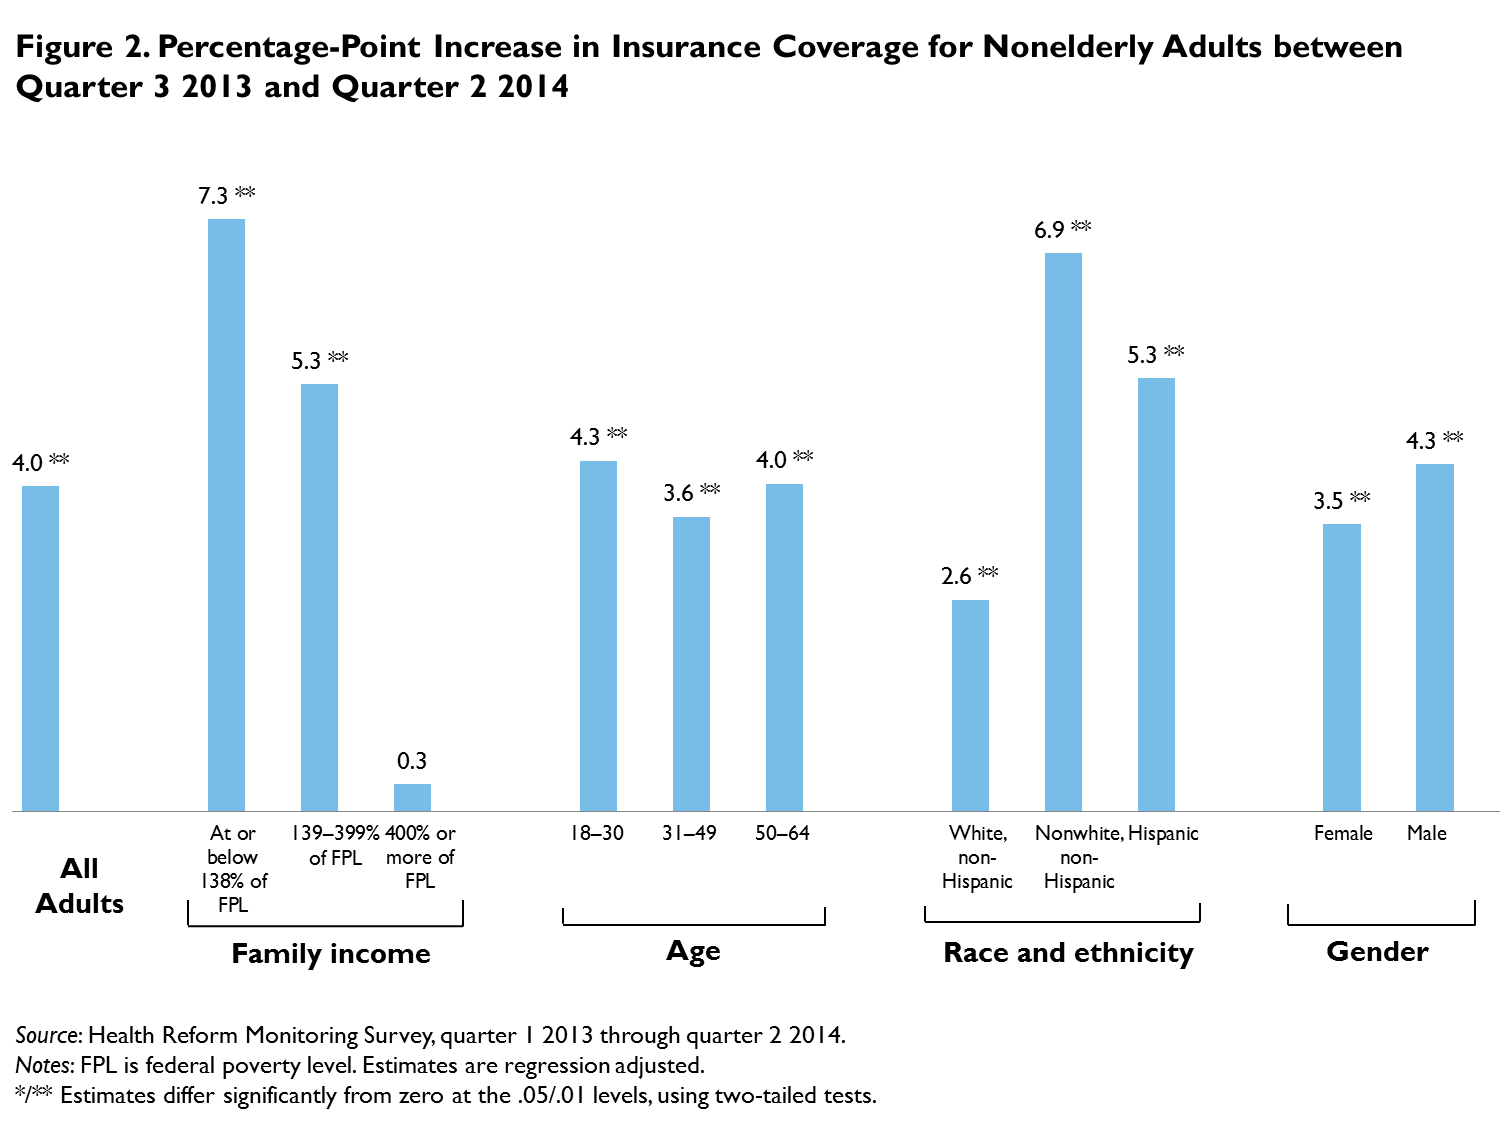 Figure 2. Percentage-Point Increase in Insurance Coverage for Nonelderly Adults between
Quarter 3 2013 and Quarter 2 2014
4.0 **
7.3 **
5.3 **
0.3
4.3 **
3.6 **
4.0 **
2.6 **
6.9 **
5.3 **
3.5 **
4.3 **
All
Adults
At or
below
138% of
FPL
139–399%
of FPL
400% or
more of
FPL
Family income
18–30
31–49
50–64
Age
White,
non-
Hispanic
Nonwhite,
non-
Hispanic
Hispanic
Race and ethnicity
Female
Male
Gender
Source: Health Reform Monitoring Survey, quarter 1 2013 through quarter 2 2014.
Notes: FPL is federal poverty level. Estimates are regression adjusted.
*/** Estimates differ significantly from zero at the .05/.01 levels, using two-tailed tests.